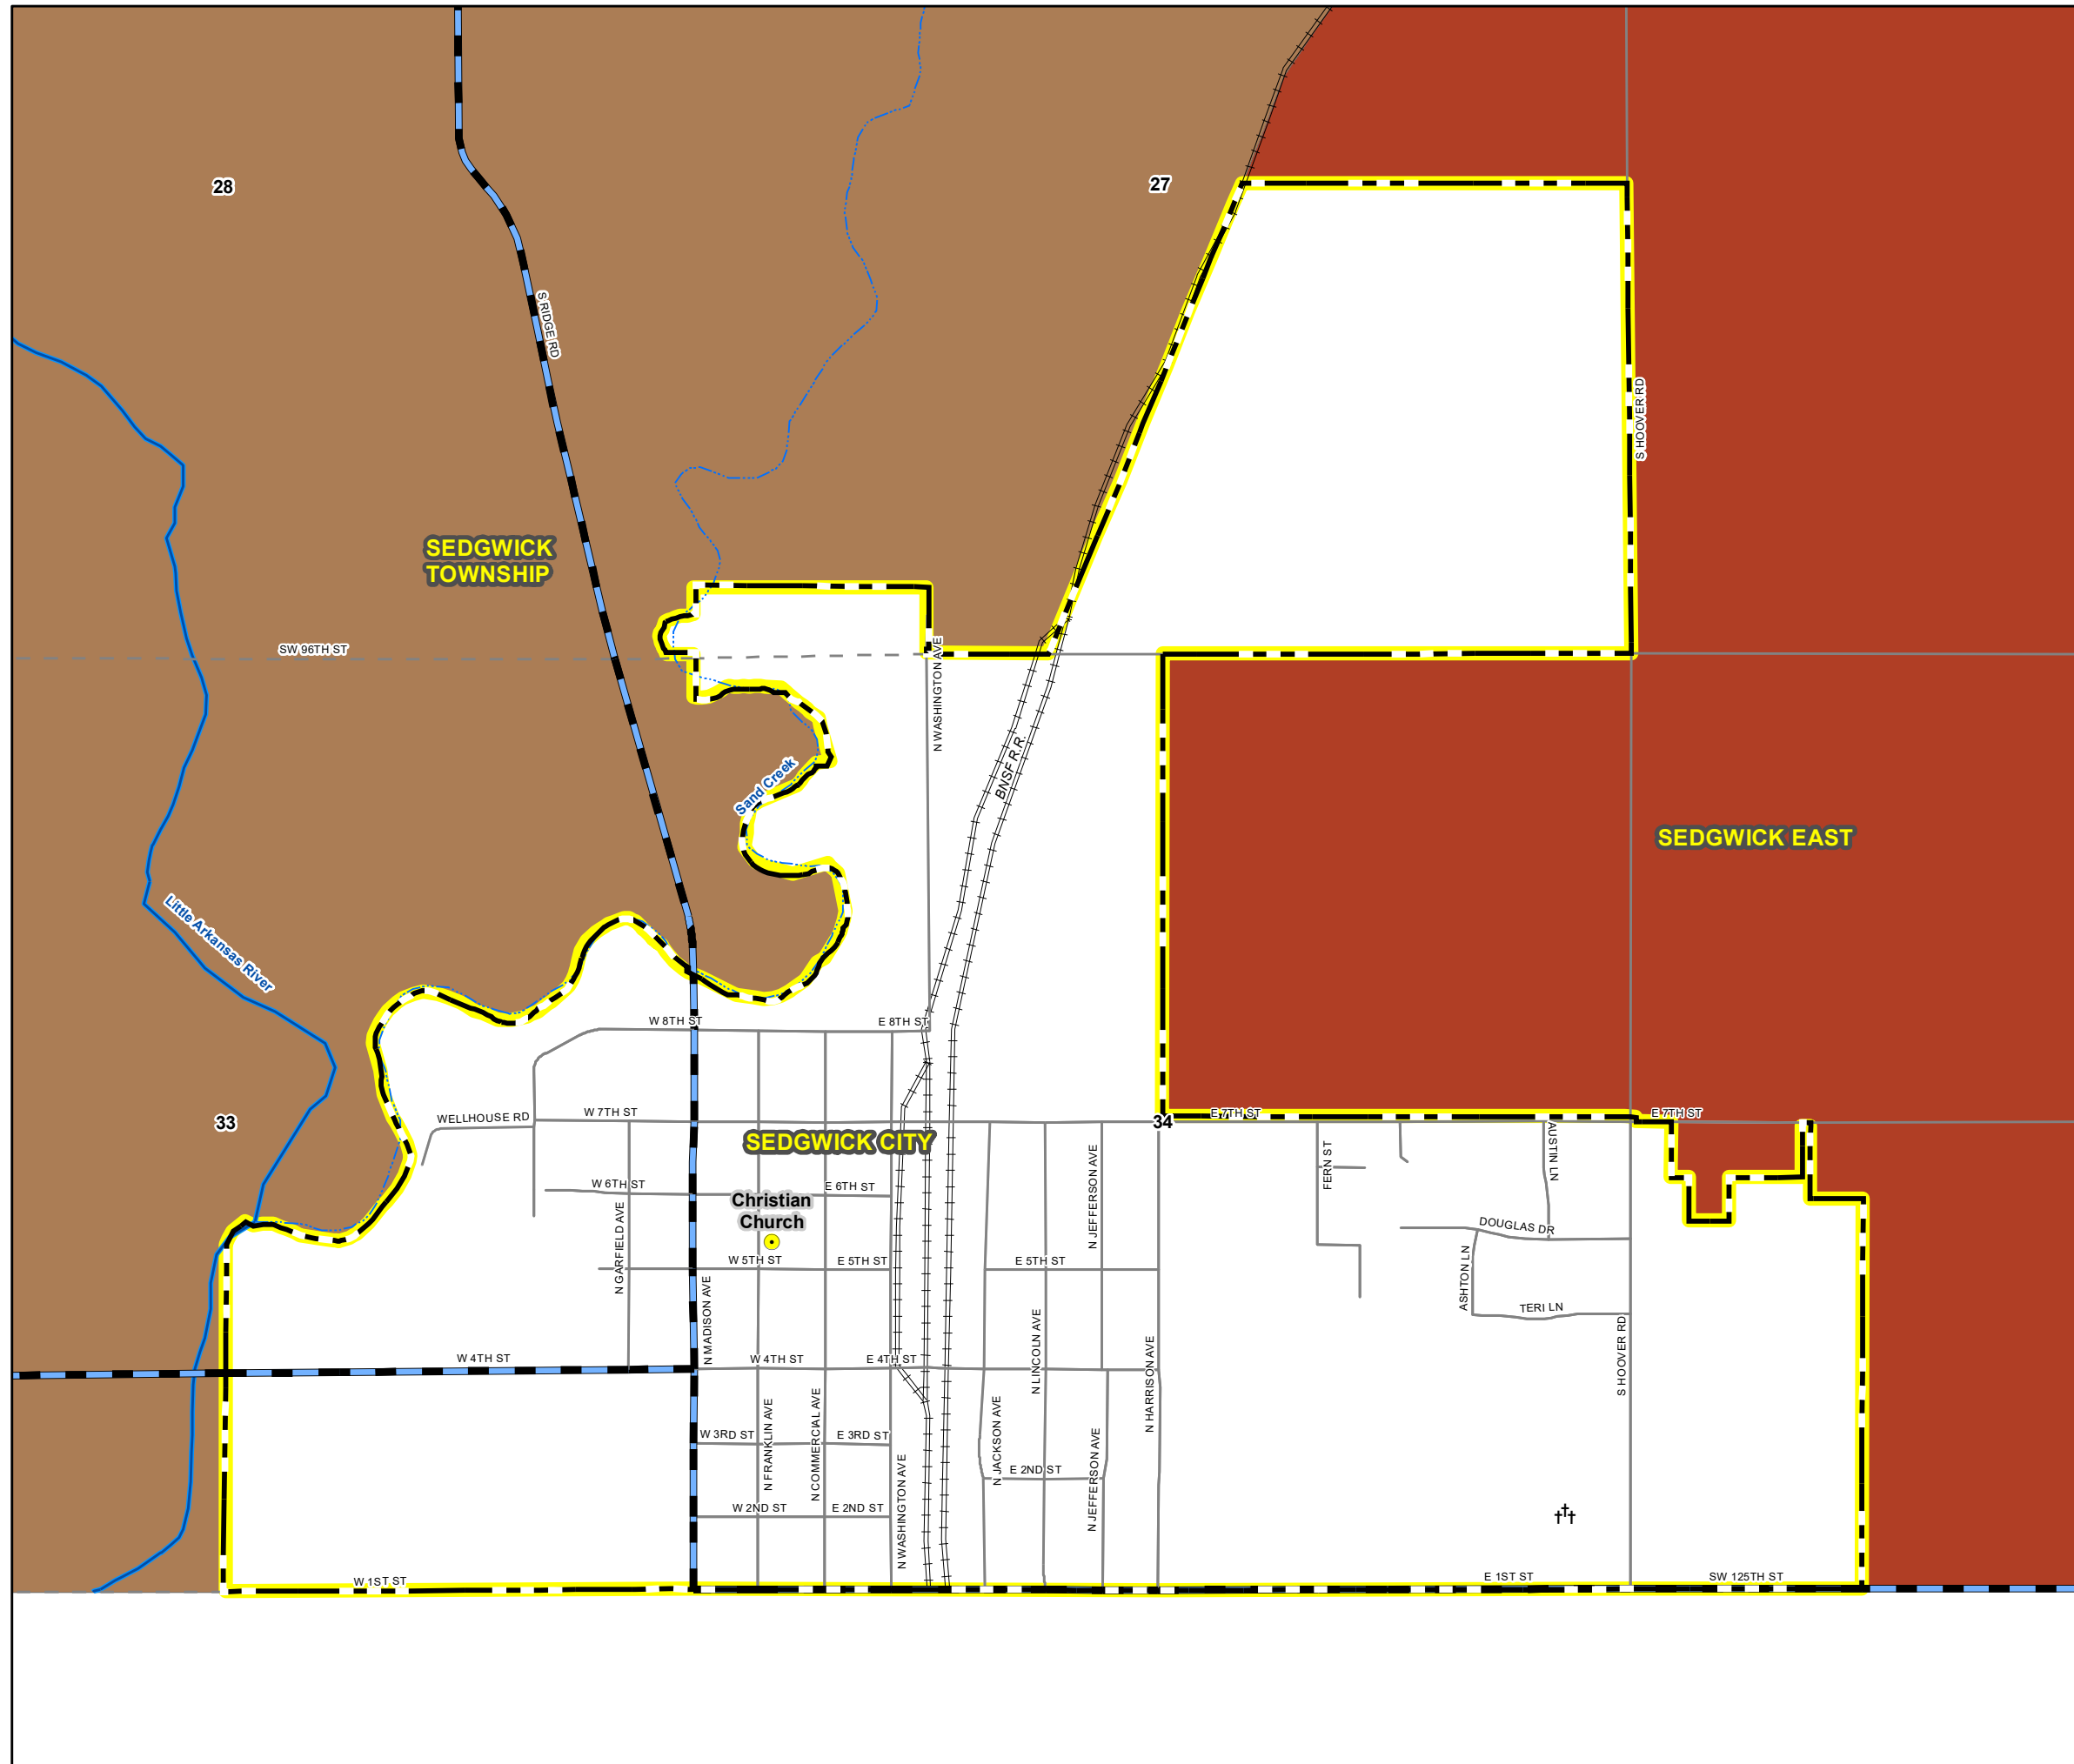 28
27
S RIDGE RD
S HOOVER RD
SEDGWICK
TOWNSHIP
SW 96TH ST
N WASHINGTON AVE
BNSF R.R.
Sand Creek
SEDGWICK EAST
Little Arkansas River
W 8TH ST
E 8TH ST
WELLHOUSE RD
W 7TH ST
E 7TH ST
E 7TH ST
33
34
SEDGWICK CITY
AUSTIN LN
FERN ST
N JEFFERSON AVE
W 6TH ST
E 6TH ST
Christian
Church
N GARFIELD AVE
DOUGLAS DR
W 5TH ST
E 5TH ST
E 5TH ST
ASHTON LN
TERI LN
N MADISON AVE
N LINCOLN AVE
N HARRISON AVE
S HOOVER RD
W 4TH ST
W 4TH ST
E 4TH ST
N FRANKLIN AVE
N COMMERCIAL AVE
N JACKSON AVE
W 3RD ST
E 3RD ST
N JEFFERSON AVE
E 2ND ST
N WASHINGTON AVE
W 2ND ST
E 2ND ST
W 1ST ST
E 1ST ST
SW 125TH ST